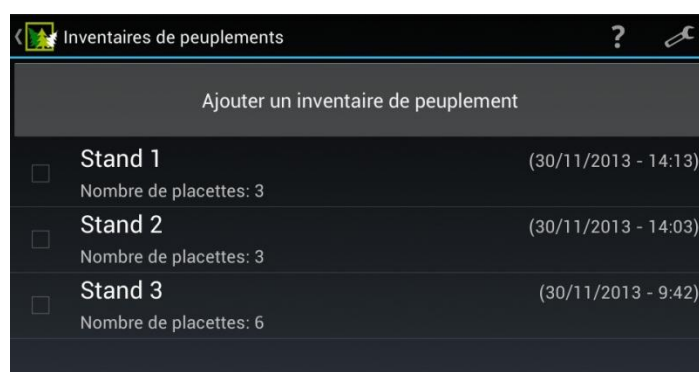 Inventaires de peuplements ?
Ajouter un inventaire de peuplement
Stand 1 (30/11/2013 - 14:13)
Nombre de placettes: 3
Stand 2 (30/11/2013 - 14:03)
Nombre de placettes: 3
Stand 3 (30/11/2013 - 9:42)
Nombre de placettes: 6